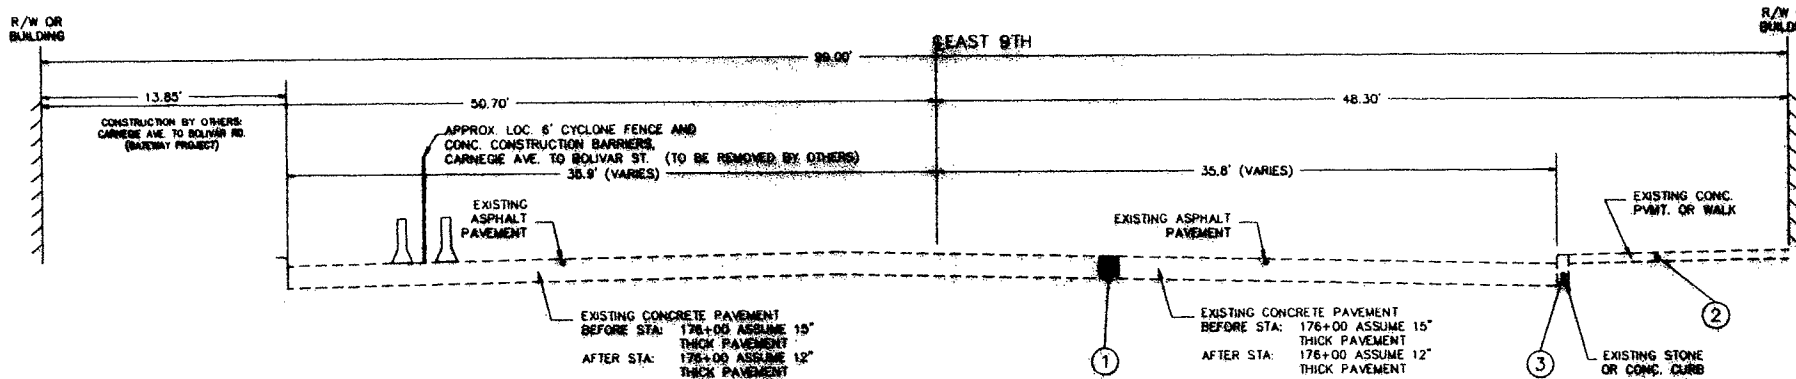 R/W OR
BUILDING
R/W
EAST 9TH
99.00'
13.85'
50.70'
48.30'
CONSTRUCTION BY OTHERS:
CARNEGIE AVE. TO BOLIVAR RD.
(GATEWAY PROJECT)
APPROX. LOC. 6' CYCLONE FENCE AND
CONC. CONSTRUCTION BARRIERS,
CARNEGIE AVE. TO BOLIVAR ST. (TO BE REMOVED BY OTHERS)
(VARIES)
35.8' (VARIES)
EXISTING
ASPHALT
PAVEMENT
EXISTING ASPHALT
PAVEMENT
EXISTING CONC.
PVMT. OR WALK
EXISTING CONCRETE PAVEMENT
BEFORE STA: 176+00 ASSUME 15"
THICK PAVEMENT
AFTER STA: 176+00 ASSUME 12"
THICK PAVEMENT
1
EXISTING CONCRETE PAVEMENT
BEFORE STA: 176+00 ASSUME 15"
THICK PAVEMENT
AFTER STA: 176+00 ASSUME 12"
THICK PAVEMENT
3
2
EXISTING STONE
OR CONC. CURB